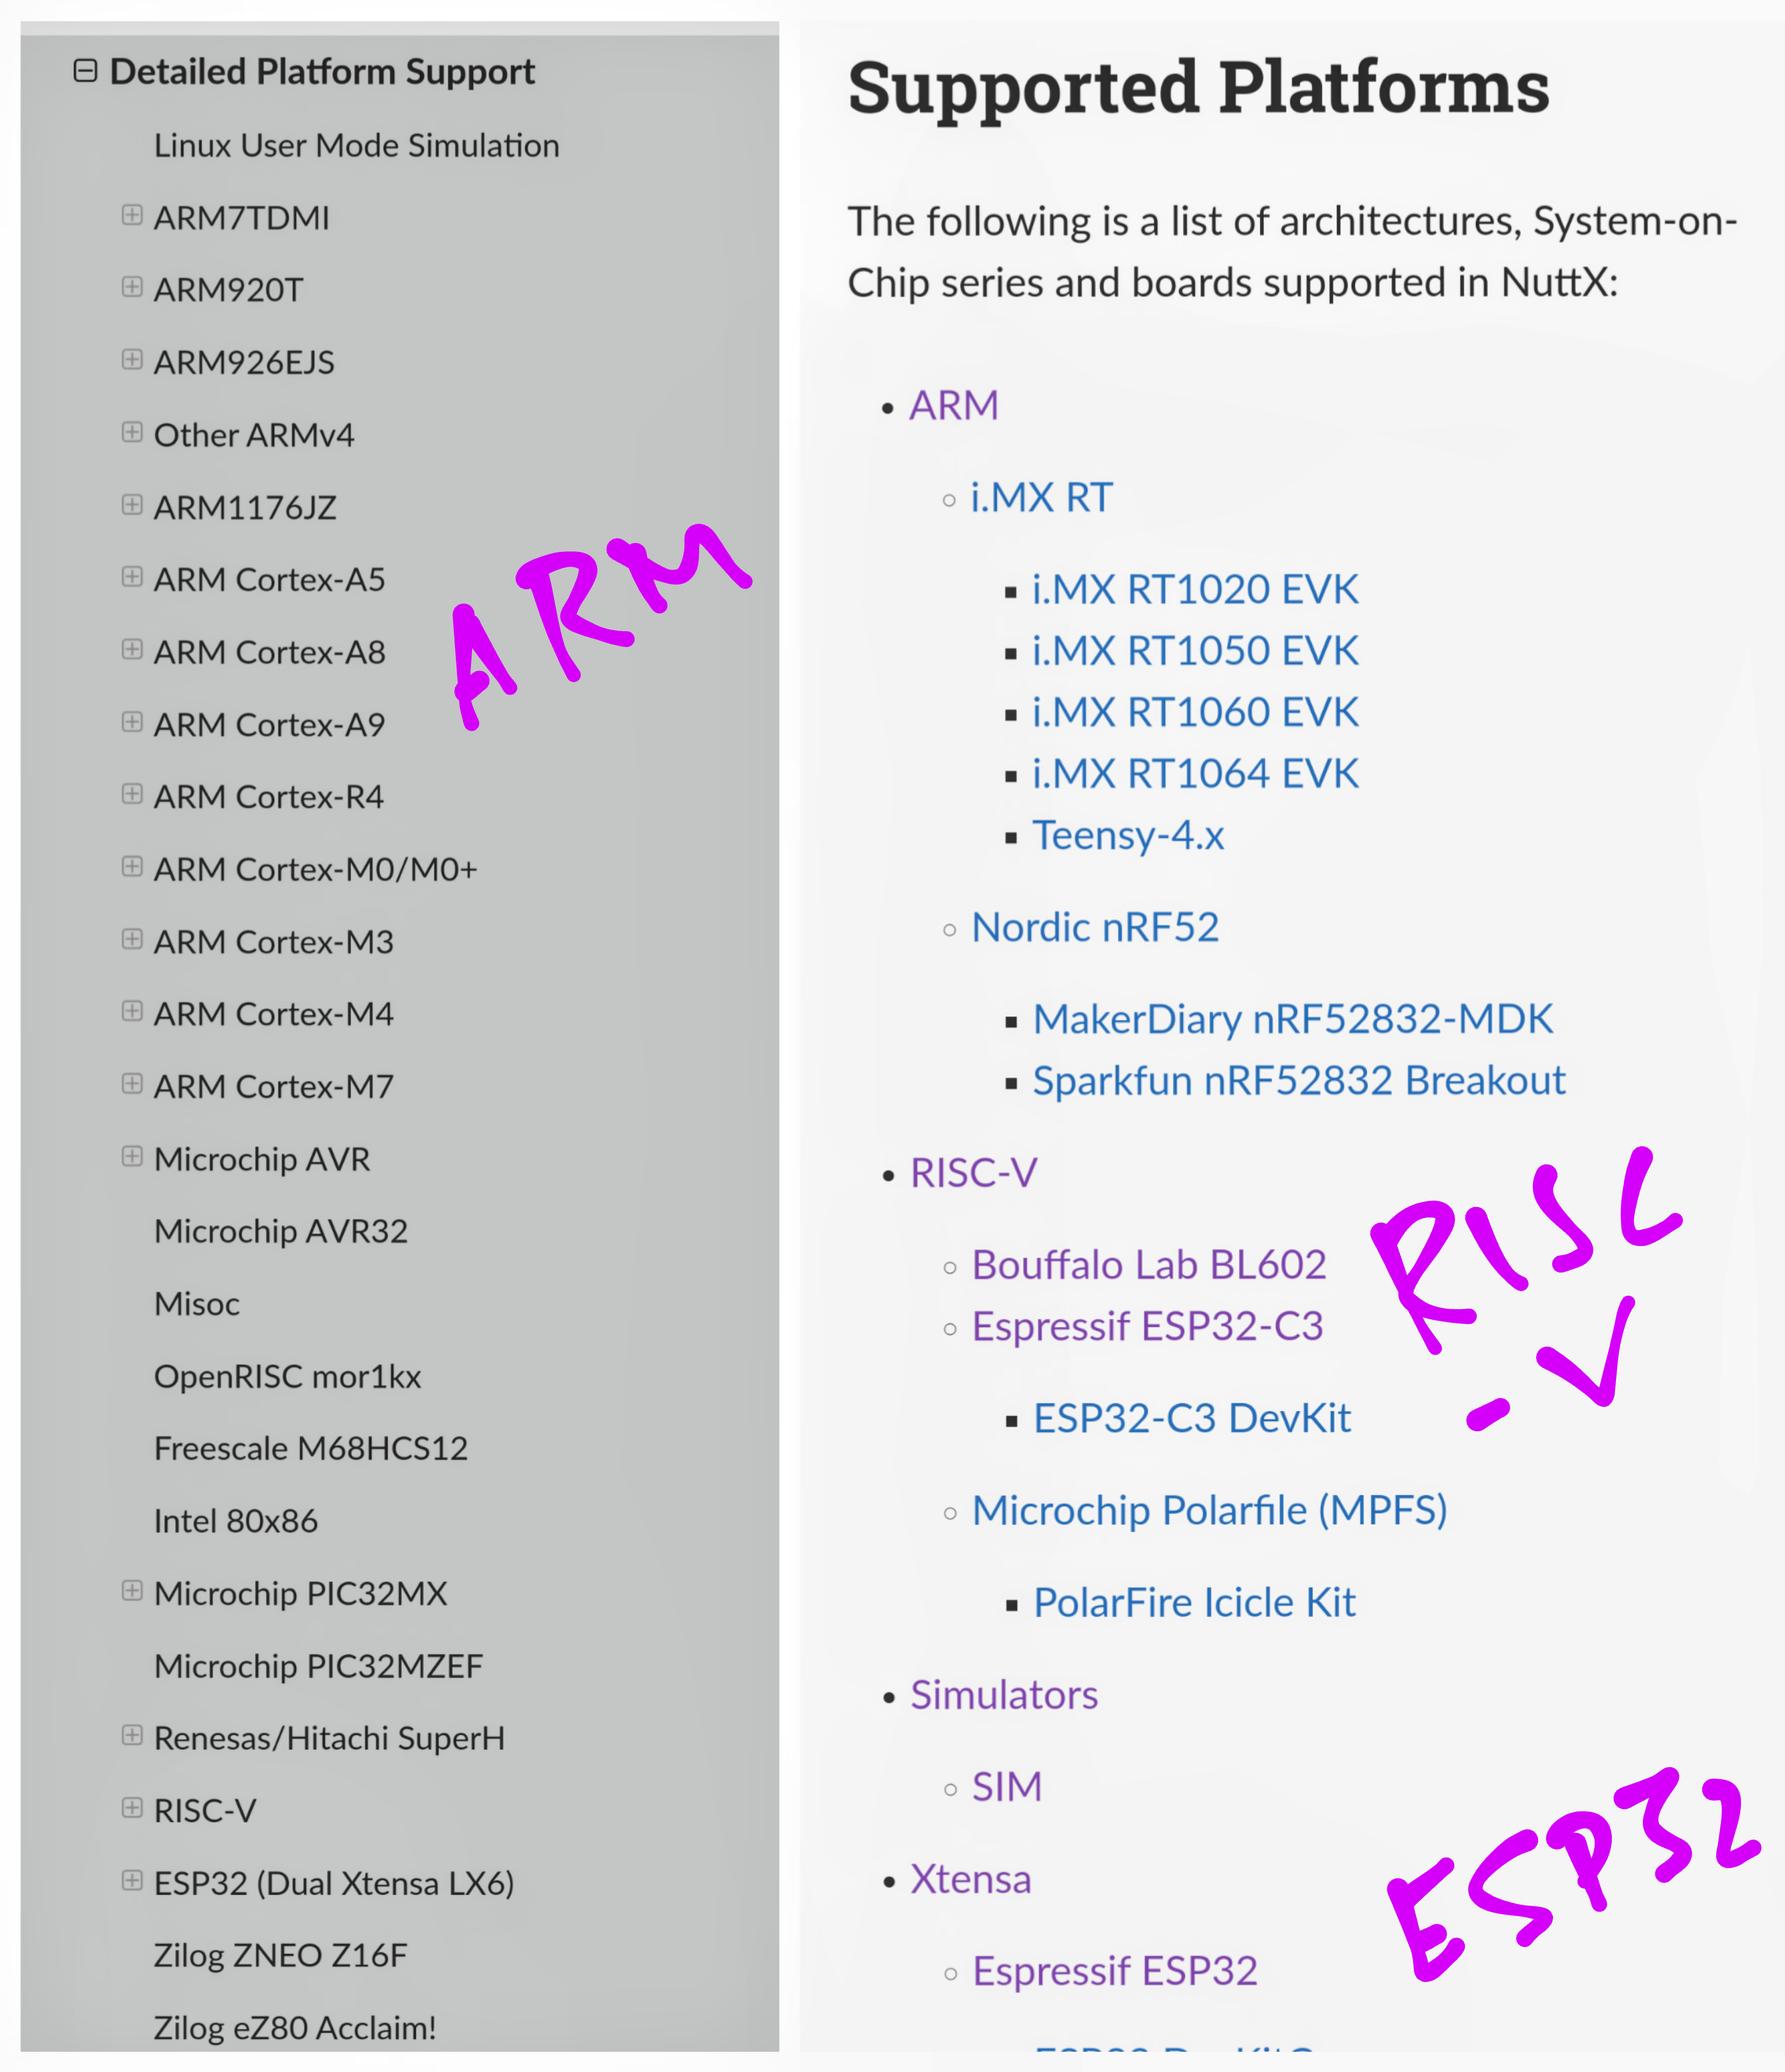 Detailed Platform Support
Linux User Mode Simulation
ARM7TDMI
ARM920T
ARM926EJS
Other ARMv4
ARM1176JZ
ARM Cortex-A5
ARM Cortex-A8
ARM Cortex-A9
ARM Cortex-R4
ARM Cortex-M0/M0+
ARM Cortex-M3
ARM Cortex-M4
ARM Cortex-M7
Microchip AVR
Microchip AVR32
Misoc
OpenRISC mor1kx
Freescale M68HCS12
Intel 80x86
Microchip PIC32MX
Microchip PIC32MZEF
Renesas/Hitachi SuperH
RISC-V
ESP32 (Dual Xtensa LX6)
Zilog ZNEO Z16F
Zilog eZ80 Acclaim!
ARM
Supported Platforms
The following is a list of architectures, System-on-
Chip series and boards supported in NuttX:
ARM
i.MX RT
i.MX RT1020 EVK
i.MX RT1050 EVK
i.MX RT1060 EVK
i.MX RT1064 EVK
Teensy-4.x
Nordic nRF52
MakerDiary nRF52832-MDK
Sparkfun nRF52832 Breakout
RISC-V
Bouffalo Lab BL602
Espressif ESP32-C3
ESP32-C3 DevKit
Microchip Polarfile (MPFS)
PolarFire Icicle Kit
Simulators
SIM
Xtensa
Espressif ESP32
RISC
-V
ESP32